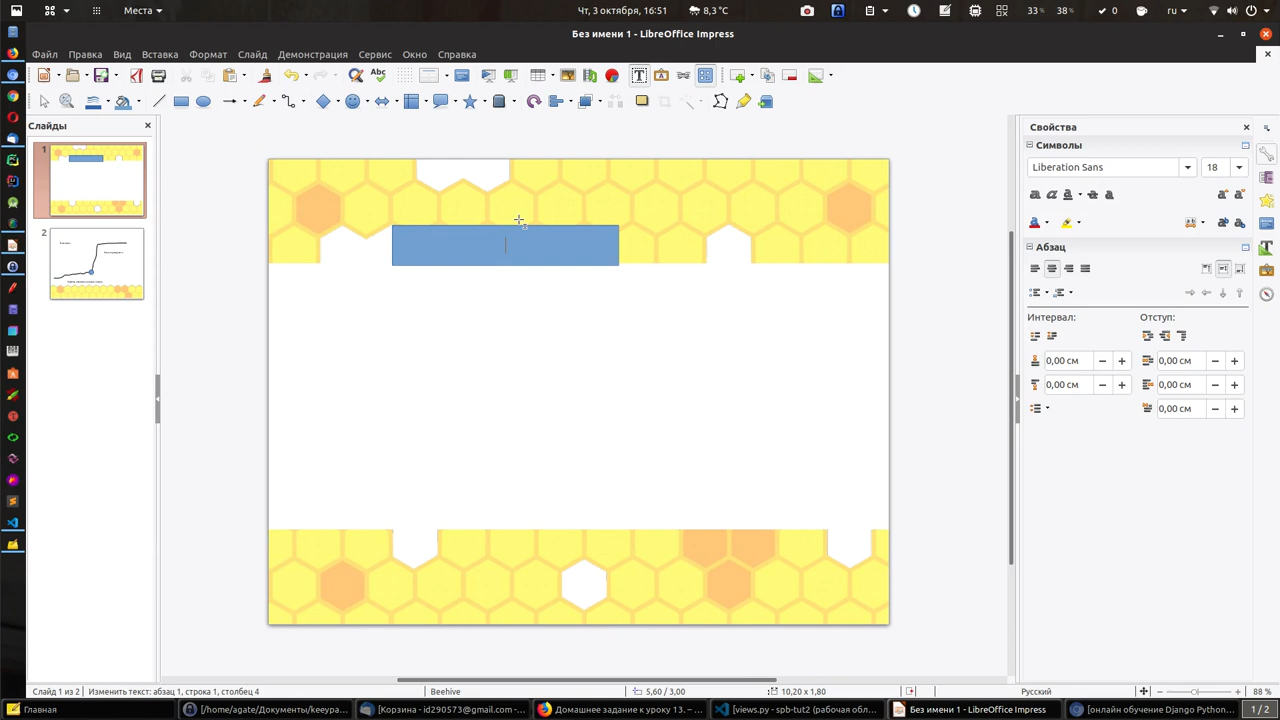 Места
Чт, 3 октября, 16:51
8,3°C
33 %
38 %
0
ru
Без имени 1 - LibreOffice Impress
Файл Правка Вид Вставка Формат Слайд Демонстрация Сервис Окно Справка
Слайды
Свойства
Символы
Liberation Sans
18
Абзац
Интервал:
Отступ:
0,00 см
0,00 см
0,00 см
0,00 см
0,00 см
1
2
Слайд 1 из 2
Изменить текст: абзац 1, строка 1, столбец 4
Beehive
5,60 / 3,00
10,20 x 1,80
Русский
88 %
Главная
[/home/agate/Документы/keeypa...
[Корзина - id290573@gmail.com - ...
Домашнее задание к уроку 13. – ...
[views.py - spb-tut2 (рабочая обл...
Без имени 1 - LibreOffice Impress
[онлайн обучение Django Python...
1 / 2